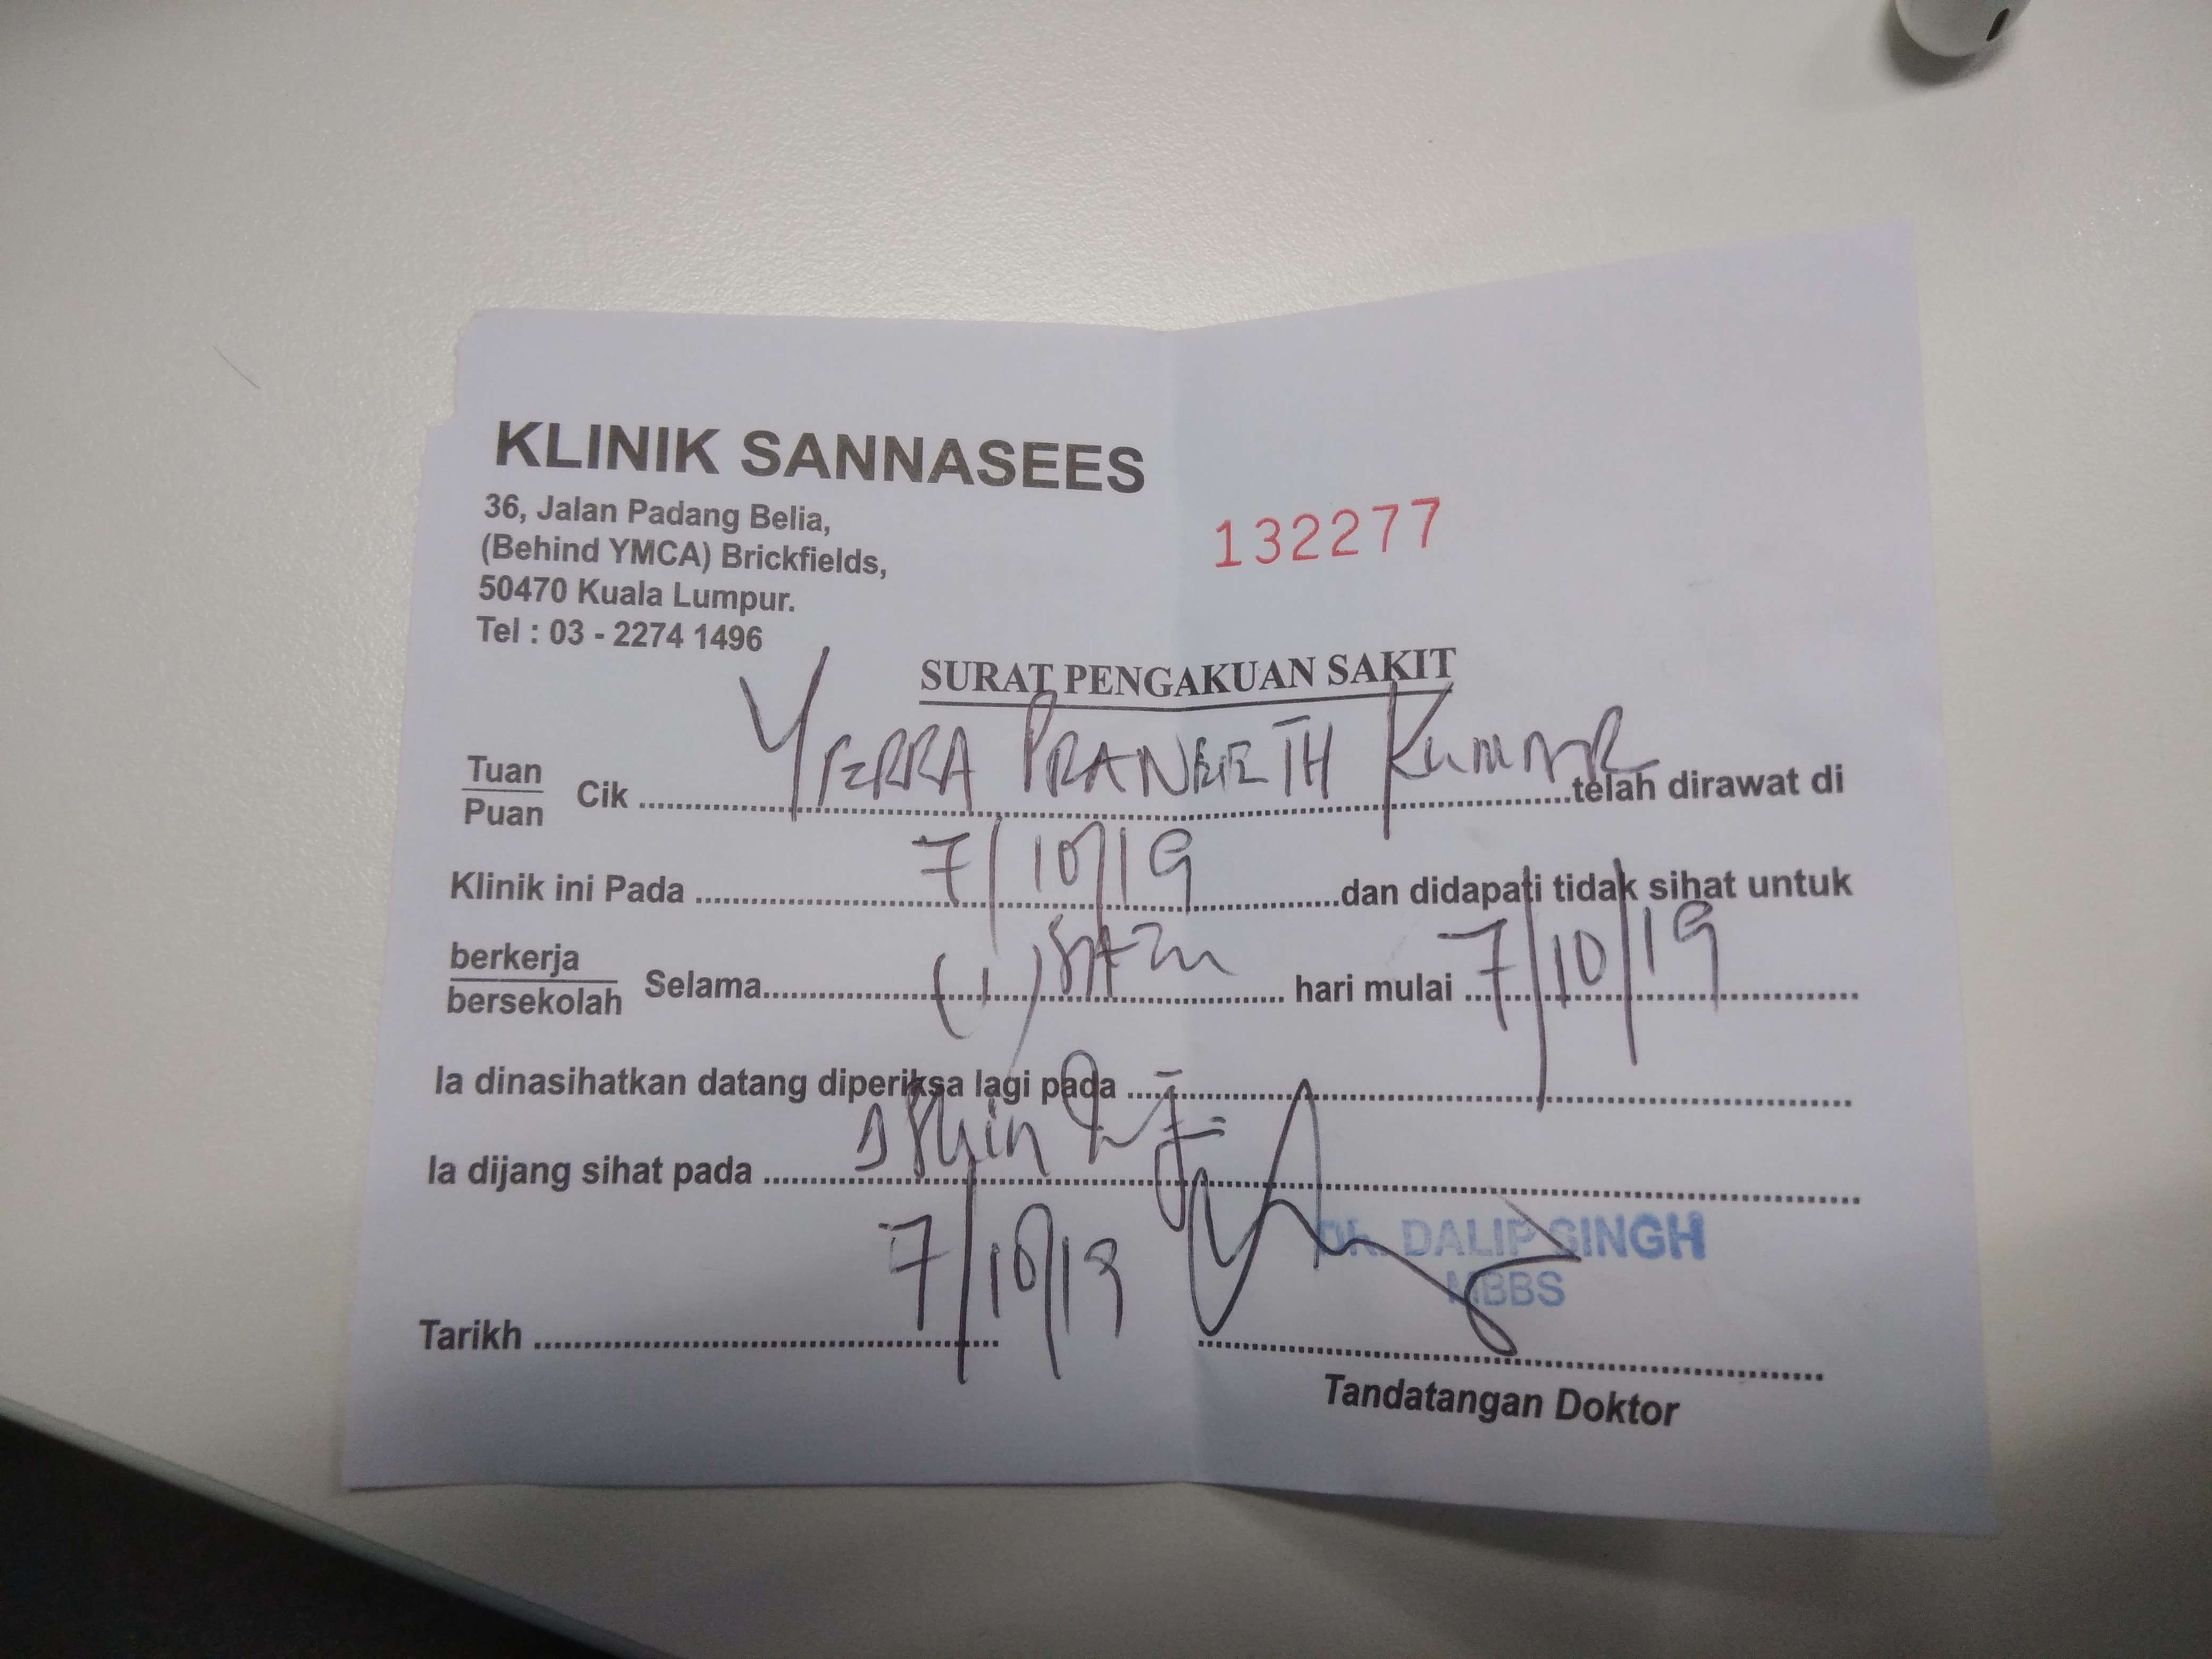 KLINIK SANNASEES
36, Jalan Padang Belia,
(Behind YMCA) Brickfields,
50470 Kuala Lumpur.
Tel : 03 - 2274 1496
132277
SURAT PENGAKUAN SAKIT
Tuan
Puan
Cik YERRA PRANEETH KUMAR telah dirawat di
Klinik ini Pada 7/10/19 dan didapati tidak sihat untuk
berkerja
bersekolah
Selama (1) hari mulai 7/10/19
Ia dinasihatkan datang diperiksa lagi pada
Ia dijang sihat pada
Tarikh 7/10/19
DR. DALIP SINGH
MBBS
Tandatangan Doktor